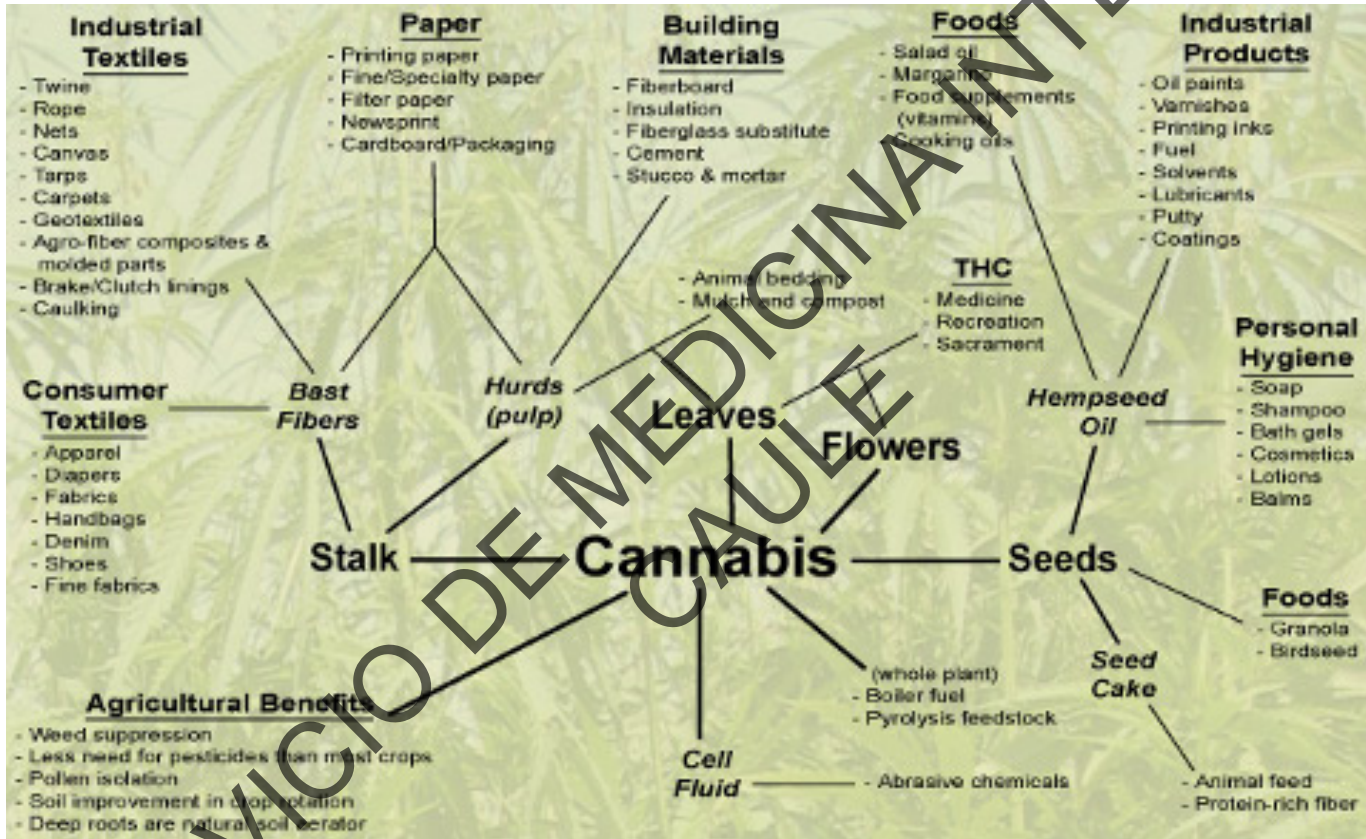 Industrial
Textiles
- Twine
- Rope
- Nets
- Canvas
- Tarps
- Carpets
- Geotextiles
- Agro-fiber composites &
molded parts
- Brake/Clutch linings
- Caulking
Paper
- Printing paper
- Fine/Specialty paper
- Filter paper
- Newsprint
- Cardboard/Packaging
Building
Materials
- Fiberboard
- Insulation
- Fiberglass substitute
- Cement
- Stucco & mortar
Foods
- Salad oil
- Margarine
- Food supplements
(vitamins)
- Cooking oils
Industrial
Products
- Oil paints
- Varnishes
- Printing inks
- Fuel
- Solvents
- Lubricants
- Putty
- Coatings
- Animal bedding
- Mulch and compost
THC
- Medicine
- Recreation
- Sacrament
Personal
Hygiene
- Soap
- Shampoo
- Bath gels
- Cosmetics
- Lotions
- Balms
Consumer
Textiles
- Apparel
- Diapers
- Fabrics
- Handbags
- Denim
- Shoes
- Fine fabrics
Bast
Fibers
Hurds
(pulp)
Leaves
Flowers
Hempseed
Oil
Stalk
Cannabis
Seeds
Foods
- Granola
- Birdseed
Seed
Cake
- Animal feed
- Protein-rich fiber
(whole plant)
- Boiler fuel
- Pyrolysis feedstock
Cell
Fluid
- Abrasive chemicals
Agricultural Benefits
- Weed suppression
- Less need for pesticides than most crops
- Pollen isolation
- Soil improvement in crop rotation
- Deep roots are natural soil aerator
VICIO DE MEDICINA INTE
CAULE